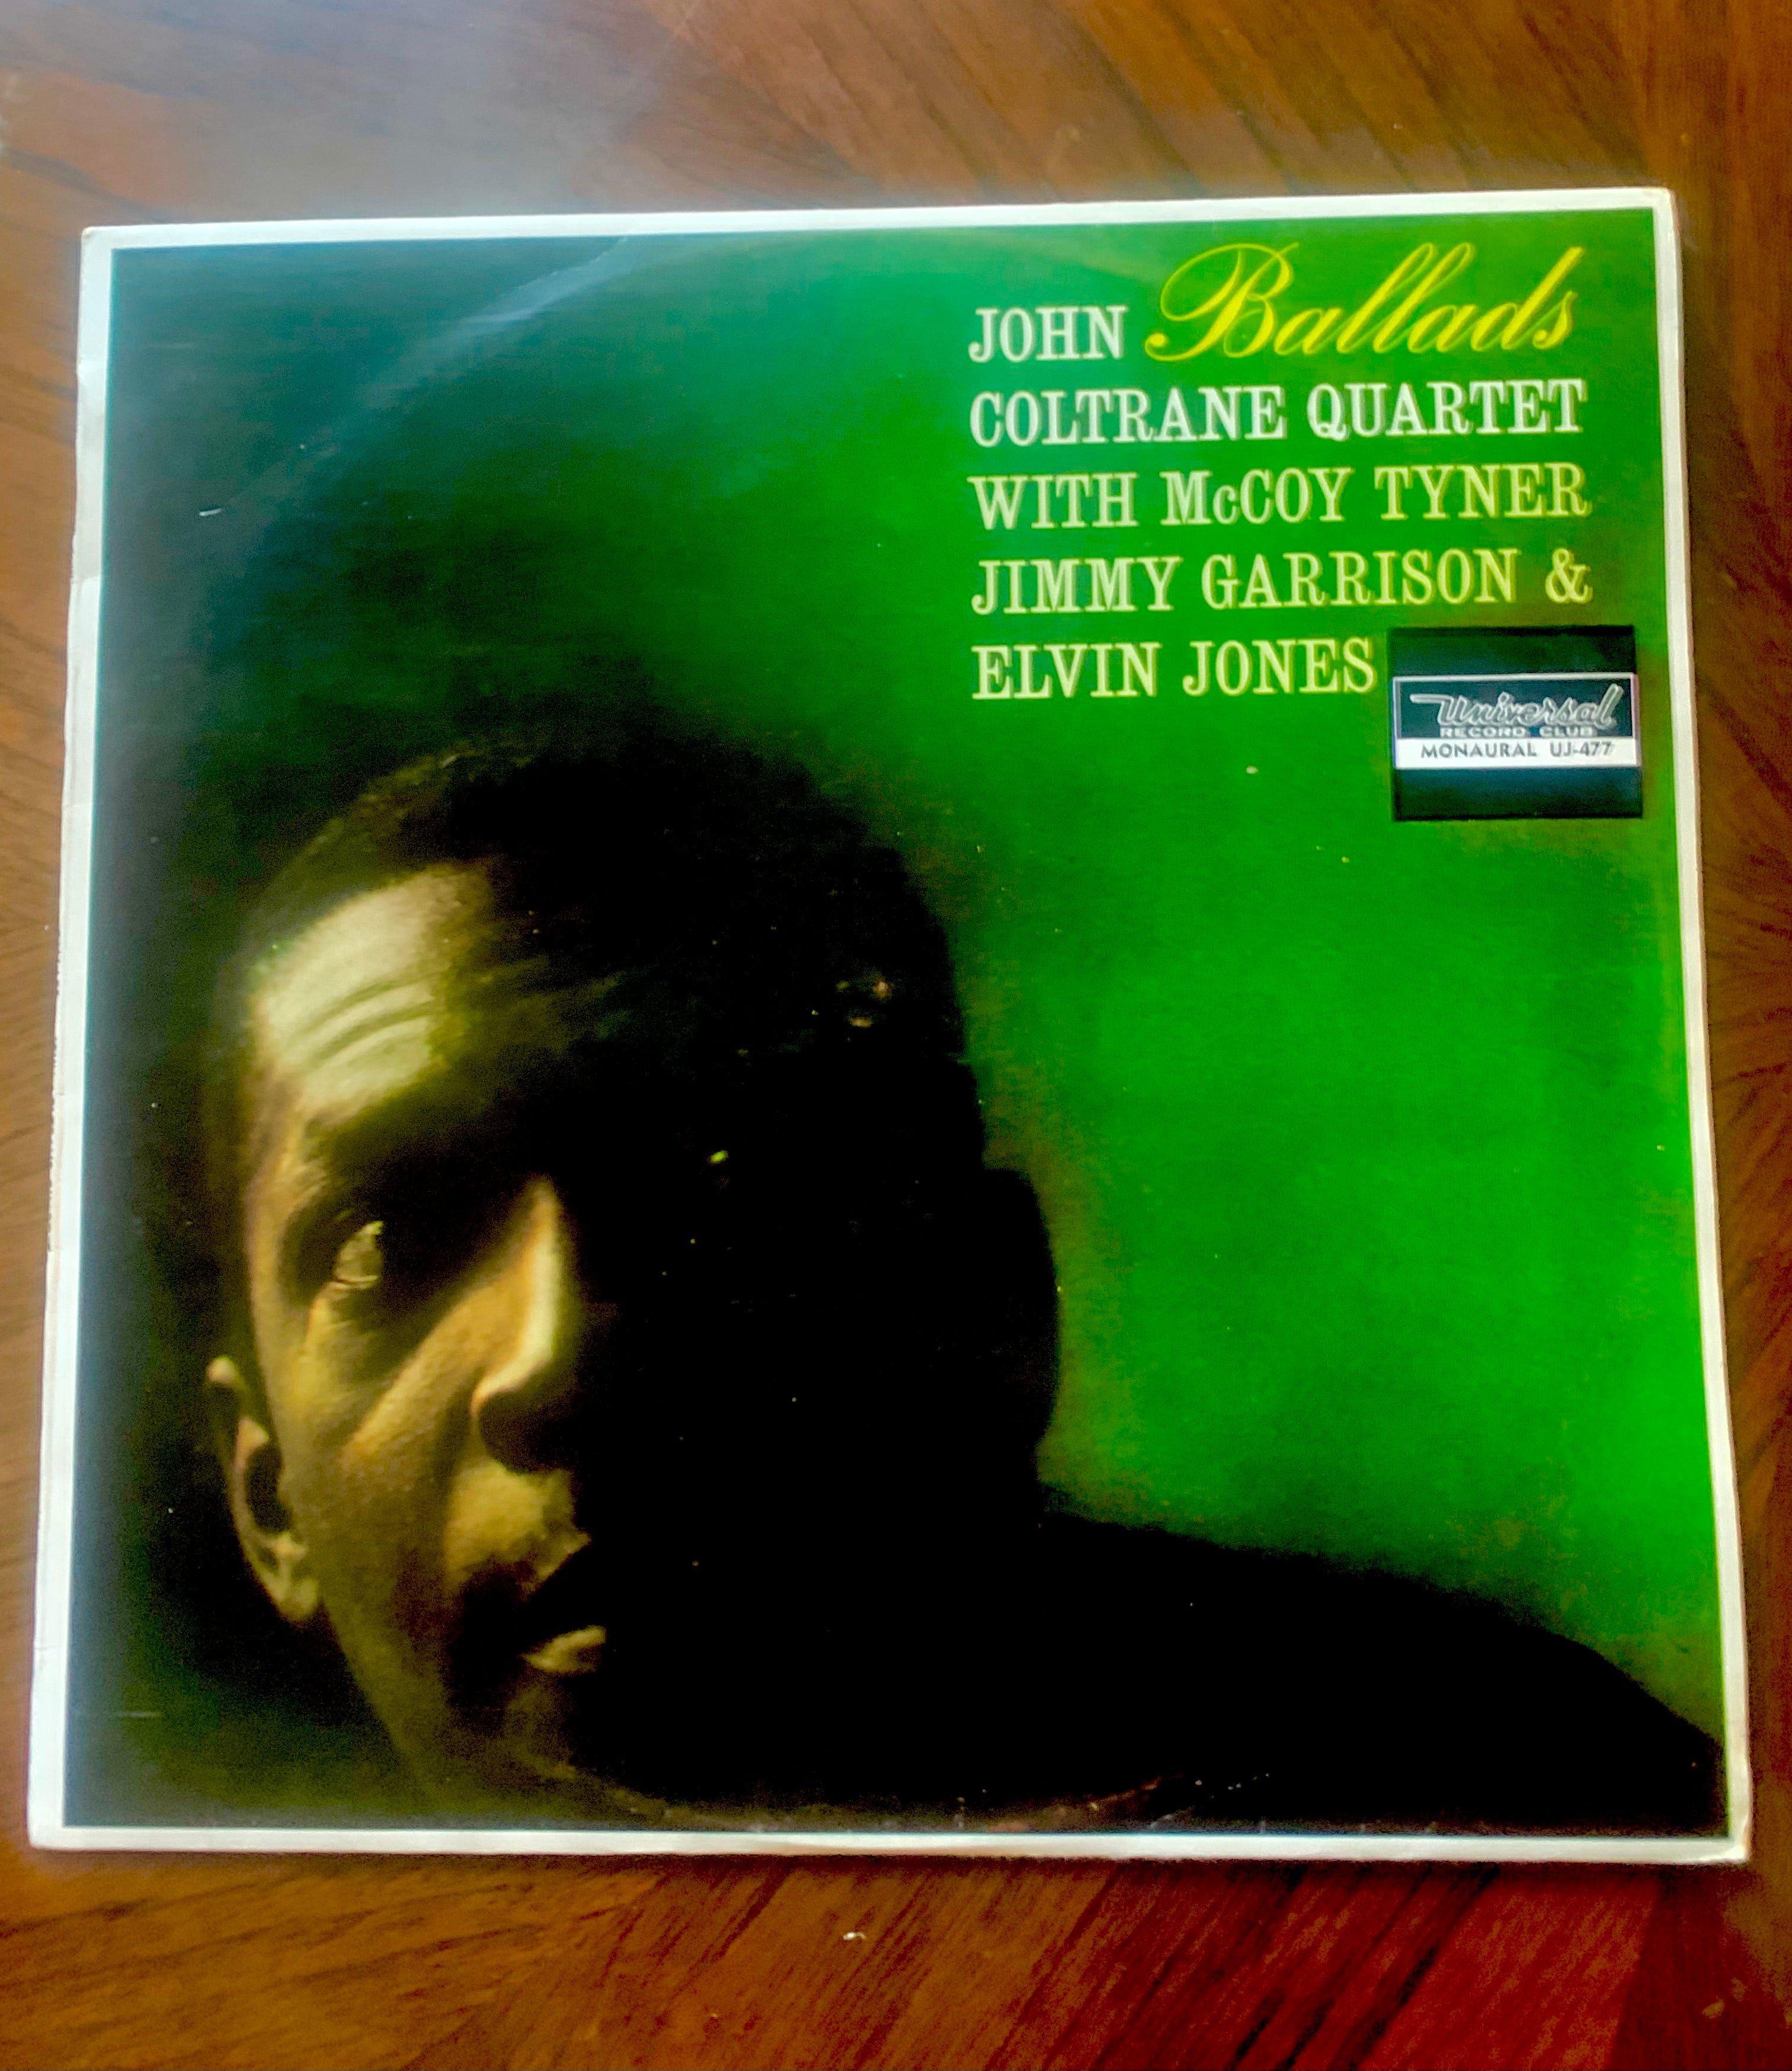 JOHN Ballads
COLTRANE QUARTET
WITH McCOY TYNER
JIMMY GARRISON &
ELVIN JONES
Universal
RECORD CLUB
MONAURAL UJ-477